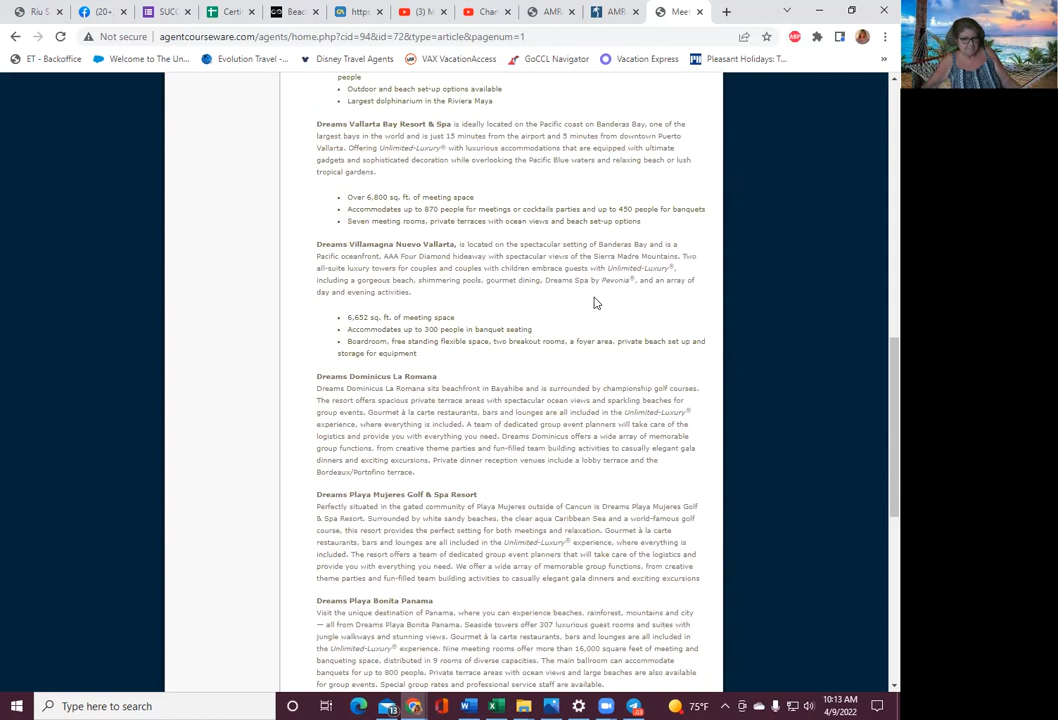 Riu S
(20+
SUCC
Certi
Beac
https
(3) M
Chan
AMR
AMR
Meet
Not secure
agentcourseware.com/agents/home.php?cid=94&id=72&type=article&pagenum=1
ET - Backoffice
Welcome to The Un...
Evolution Travel -...
Disney Travel Agents
VAX VacationAccess
GoCCL Navigator
Vacation Express
Pleasant Holidays: T...
people
• Outdoor and beach set-up options available
• Largest dolphinarium in the Riviera Maya
Dreams Vallarta Bay Resort & Spa is ideally located on the Pacific coast on Banderas Bay, one of the
largest bays in the world and is just 15 minutes from the airport and 5 minutes from downtown Puerto
Vallarta. Offering Unlimited-Luxury® with luxurious accommodations that are equipped with ultimate
gadgets and sophisticated decoration while overlooking the Pacific Blue waters and relaxing beach or lush
tropical gardens.
• Over 6,800 sq. ft. of meeting space
• Accommodates up to 870 people for meetings or cocktails parties and up to 450 people for banquets
• Seven meeting rooms, private terraces with ocean views and beach set-up options
Dreams Villamagna Nuevo Vallarta, is located on the spectacular setting of Banderas Bay and is a
Pacific oceanfront, AAA Four Diamond hideaway with spectacular views of the Sierra Madre Mountains. Two
all-suite luxury towers for couples and couples with children embrace guests with Unlimited-Luxury®,
including a gorgeous beach, shimmering pools, gourmet dining, Dreams Spa by Pevonia®, and an array of
day and evening activities.
• 6,652 sq. ft. of meeting space
• Accommodates up to 300 people in banquet seating
• Boardroom, free standing flexible space, two breakout rooms, a foyer area, private beach set up and
storage for equipment
Dreams Dominicus La Romana
Dreams Dominicus La Romana sits beachfront in Bayahibe and is surrounded by championship golf courses.
The resort offers spacious private terrace areas with spectacular ocean views and sparkling beaches for
group events. Gourmet à la carte restaurants, bars and lounges are all included in the Unlimited-Luxury®
experience, where everything is included. A team of dedicated group event planners will take care of the
logistics and provide you with everything you need. Dreams Dominicus offers a wide array of memorable
group functions, from creative theme parties and fun-filled team building activities to casually elegant gala
dinners and exciting excursions. Private dinner reception venues include a lobby terrace and the
Bordeaux/Portofino terrace.
Dreams Playa Mujeres Golf & Spa Resort
Perfectly situated in the gated community of Playa Mujeres outside of Cancun is Dreams Playa Mujeres Golf
& Spa Resort. Surrounded by white sandy beaches, the clear aqua Caribbean Sea and a world-famous golf
course, this resort provides the perfect setting for both meetings and relaxation. Gourmet à la carte
restaurants, bars and lounges are all included in the Unlimited-Luxury® experience, where everything is
included. The resort offers a team of dedicated group event planners that will take care of the logistics and
provide you with everything you need. We offer a wide array of memorable group functions, from creative
theme parties and fun-filled team building activities to casually elegant gala dinners and exciting excursions
Dreams Playa Bonita Panama
Visit the unique destination of Panama, where you can experience beaches, rainforest, mountains and city
— all from Dreams Playa Bonita Panama. Seaside towers offer 307 luxurious guest rooms and suites with
jungle walkways and stunning views. Gourmet à la carte restaurants, bars and lounges are all included in
the Unlimited-Luxury® experience. Nine meeting rooms offer more than 16,000 square feet of meeting and
banqueting space, distributed in 9 rooms of diverse capacities. The main ballroom can accommodate
banquets for up to 800 people. Private terrace areas with ocean views and large beaches are also available
for group events. Special group rates and professional service staff are available.
Type here to search
13
75°F
10:13 AM
4/9/2022